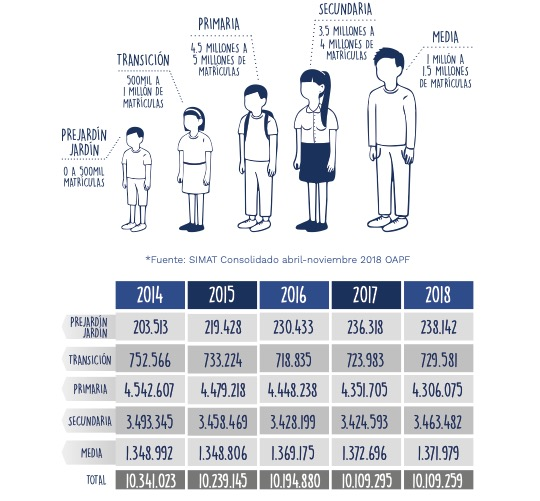 SECUNDARIA
3,5 MILLONES A
4 MILLONES DE
MATRÍCULAS
PRIMARIA
4,5 MILLONES A
5 MILLONES DE
MATRÍCULAS
MEDIA
1 MILLÓN A
1.5 MILLONES
DE MATRÍCULAS
TRANSICIÓN
500MIL A
1 MILLÓN DE
MATRÍCULAS
PREJARDÍN
JARDÍN
0 A 500MIL
MATRÍCULAS
*Fuente: SIMAT Consolidado abril-noviembre 2018 OAPF
2014 2015 2016 2017 2018
PREJARDÍN
JARDÍN 203.513 219.428 230.433 236.318 238.142
TRANSICIÓN 752.566 733.224 718.835 723.983 729.581
PRIMARIA 4.542.607 4.479.218 4.448.238 4.351.705 4.306.075
SECUNDARIA 3.493.345 3.458.469 3.428.199 3.424.593 3.463.482
MEDIA 1.348.992 1.348.806 1.369.175 1.372.696 1.371.979
TOTAL 10.341.023 10.239.145 10.194.880 10.109.295 10.109.259